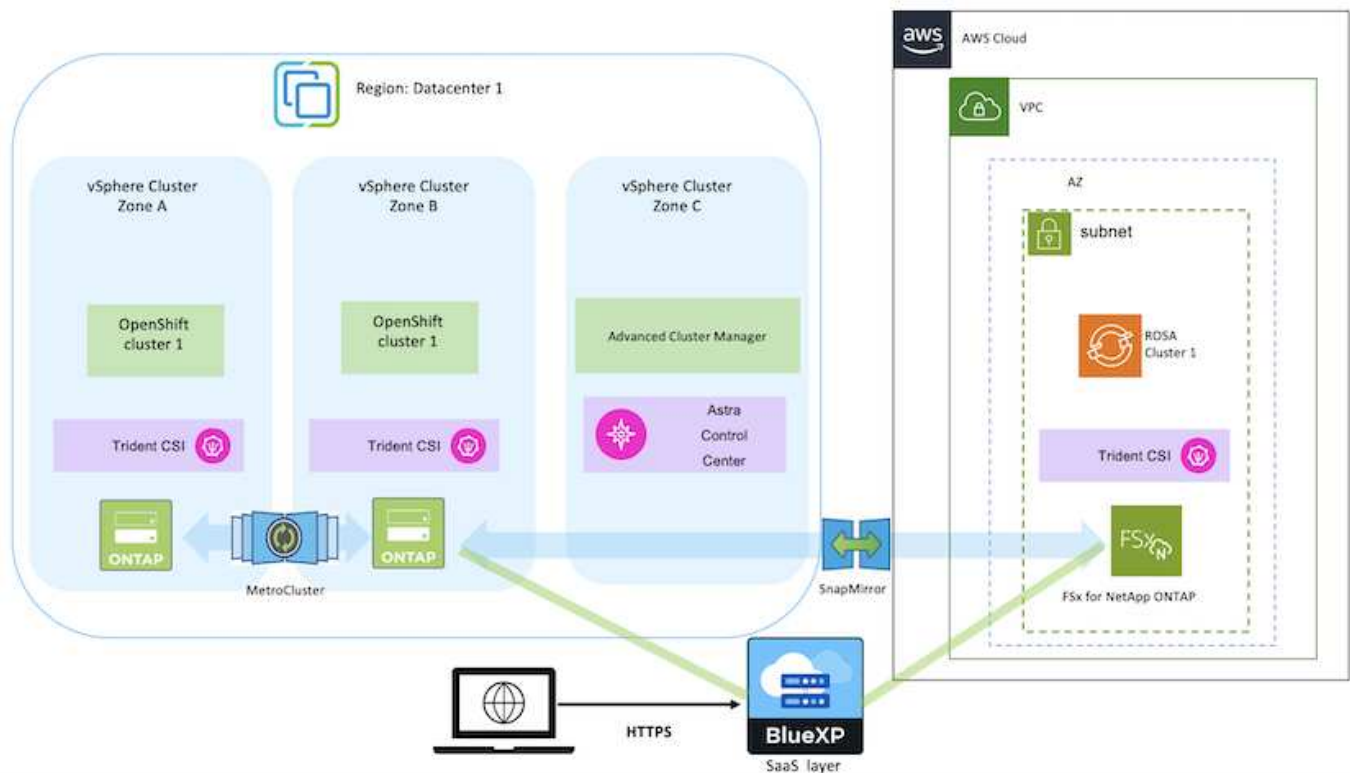 aws
AWS Cloud
Region: Datacenter 1
VPC
vSphere Cluster
Zone A
vSphere Cluster
Zone B
vSphere Cluster
Zone C
AZ
subnet
OpenShift
cluster 1
OpenShift
cluster 1
Advanced Cluster Manager
ROSA
Cluster 1
Trident CSI
Trident CSI
Astra
Control
Center
Trident CSI
ONTAP
ONTAP
FSx
N
MetroCluster
SnapMirror
FSx for NetApp ONTAP
HTTPS
BlueXP
SaaS layer